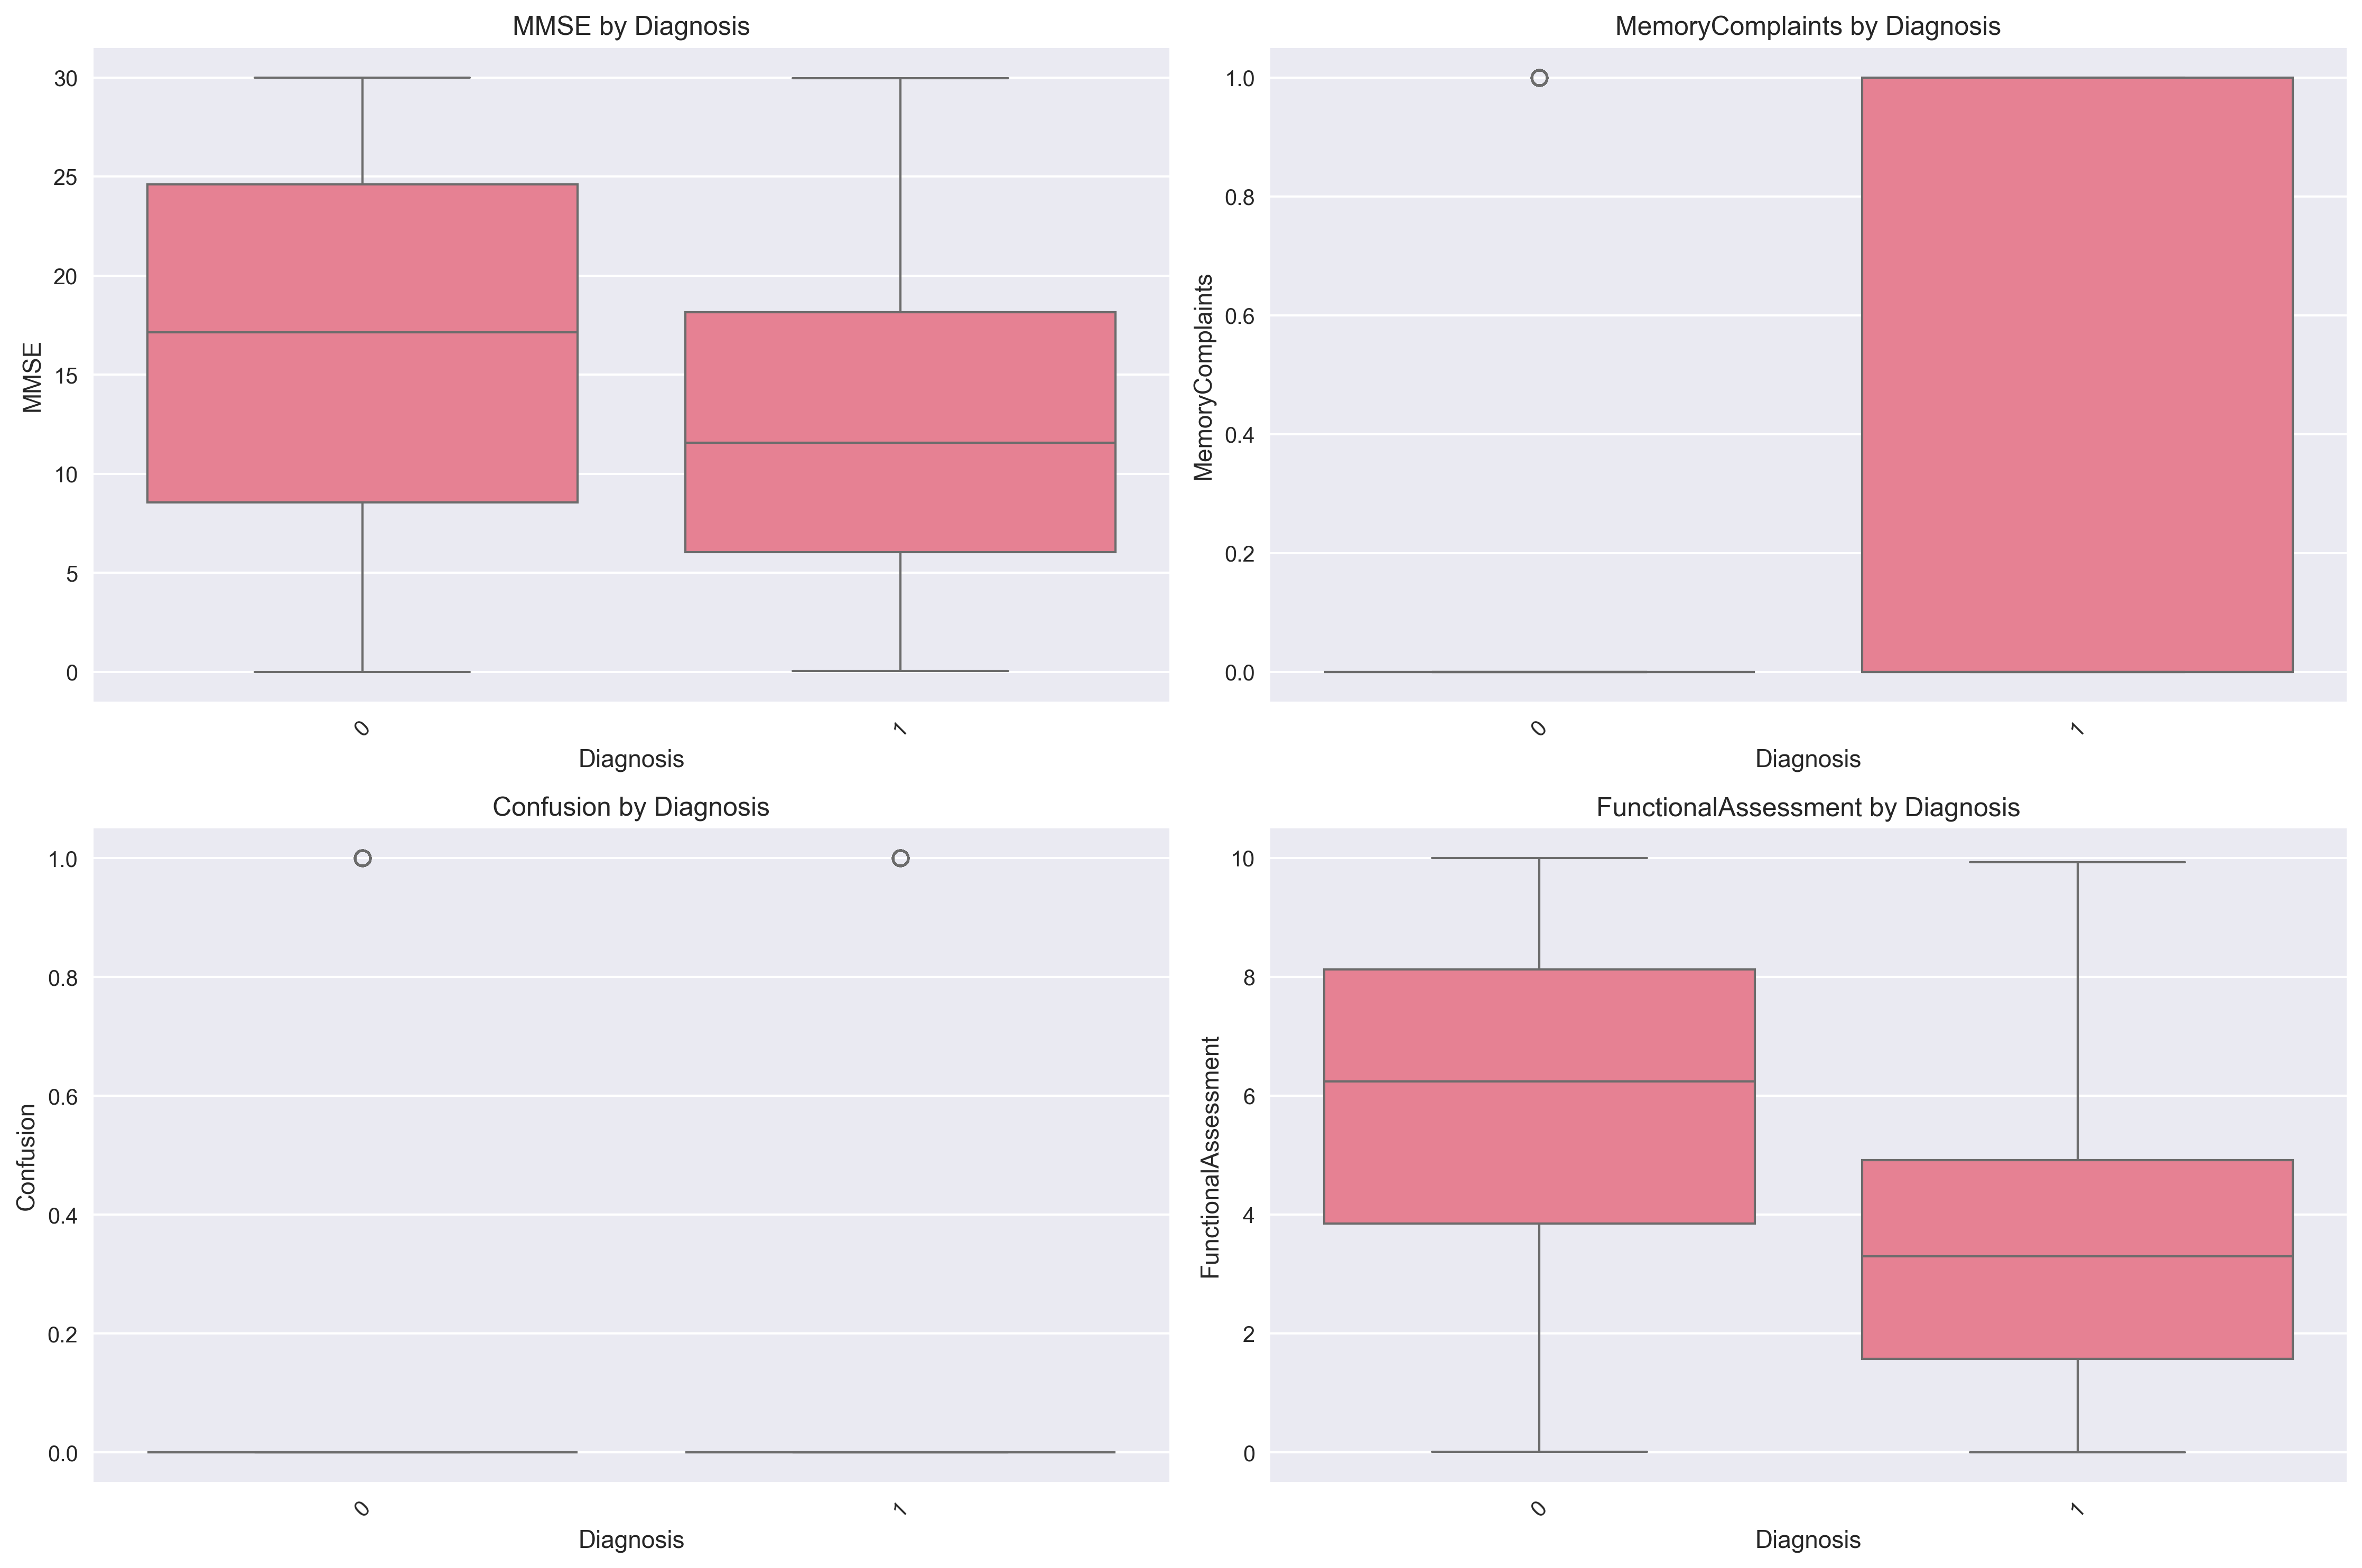 MMSE by Diagnosis
30
25
20
15
10
5
0
MMSE
0
1
Diagnosis
MemoryComplaints by Diagnosis
1.0
0.8
0.6
0.4
0.2
0.0
MemoryComplaints
0
1
Diagnosis
Confusion by Diagnosis
1.0
0.8
0.6
0.4
0.2
0.0
Confusion
0
1
Diagnosis
FunctionalAssessment by Diagnosis
10
8
6
4
2
0
FunctionalAssessment
0
1
Diagnosis